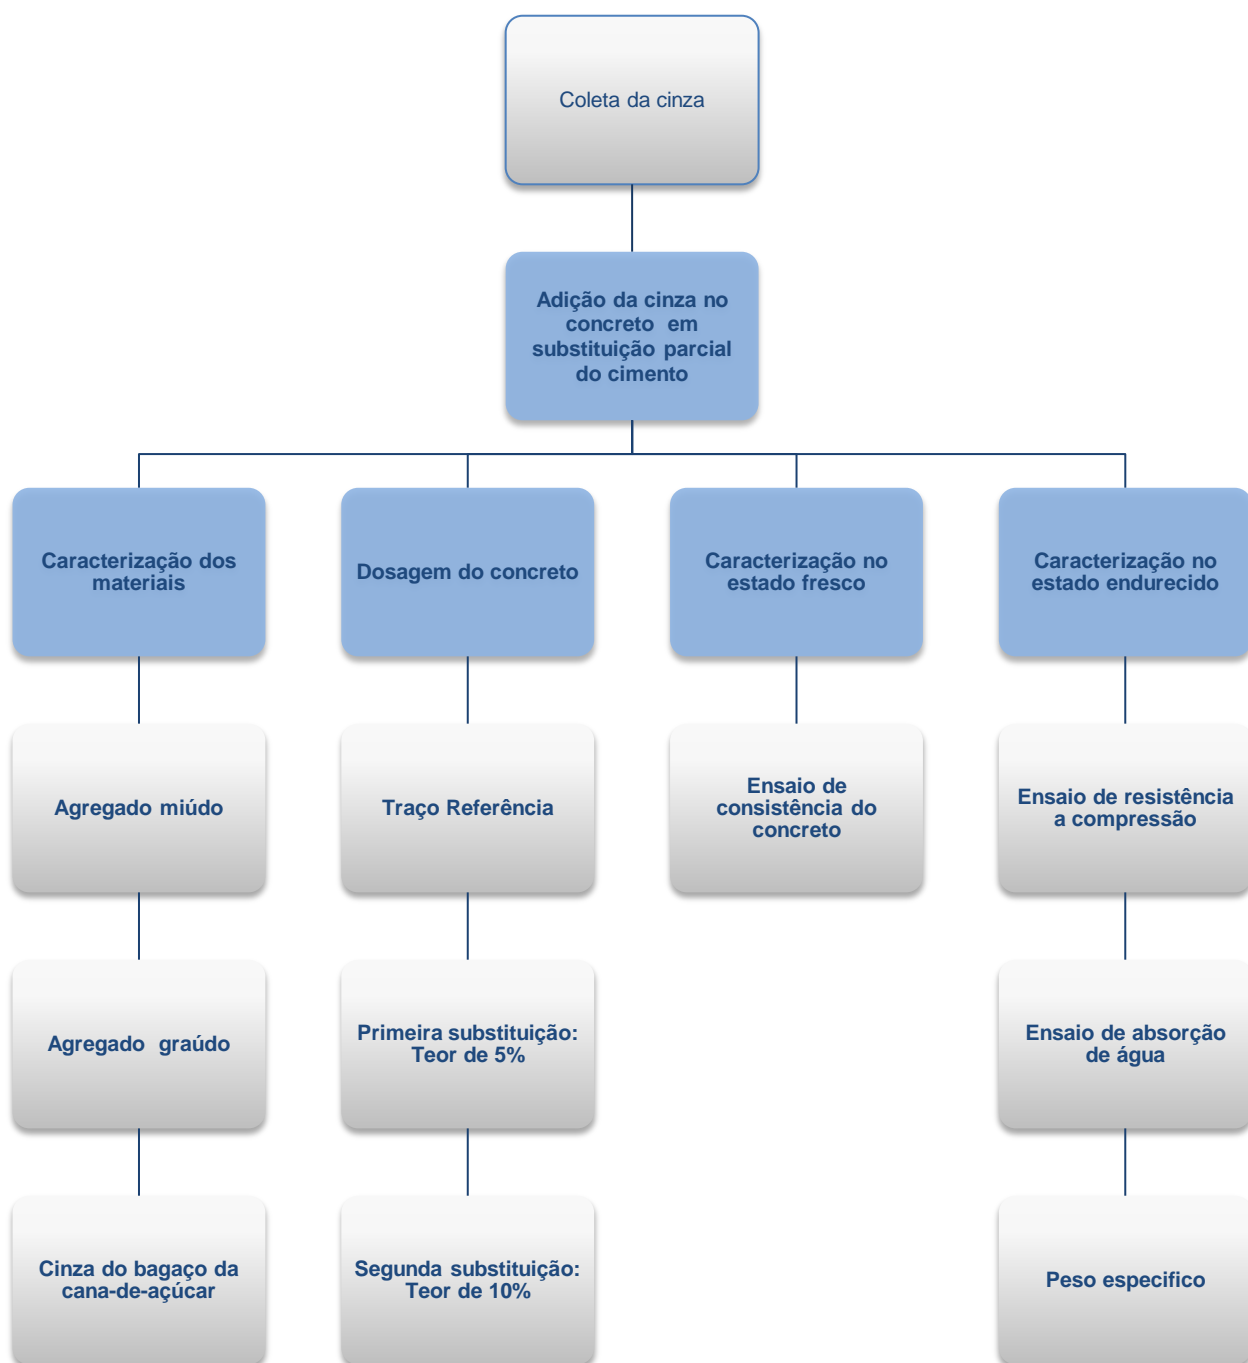 Coleta da cinza
Adição da cinza no
concreto em
substituição parcial
do cimento
Caracterização dos
materiais
Dosagem do concreto
Caracterização no
estado fresco
Caracterização no
estado endurecido
Agregado miúdo
Traço Referência
Ensaio de
consistência do
concreto
Ensaio de resistência
a compressão
Agregado graúdo
Primeira substituição:
Teor de 5%
Ensaio de absorção
de água
Cinza do bagaço da
cana-de-açúcar
Segunda substituição:
Teor de 10%
Peso especifico